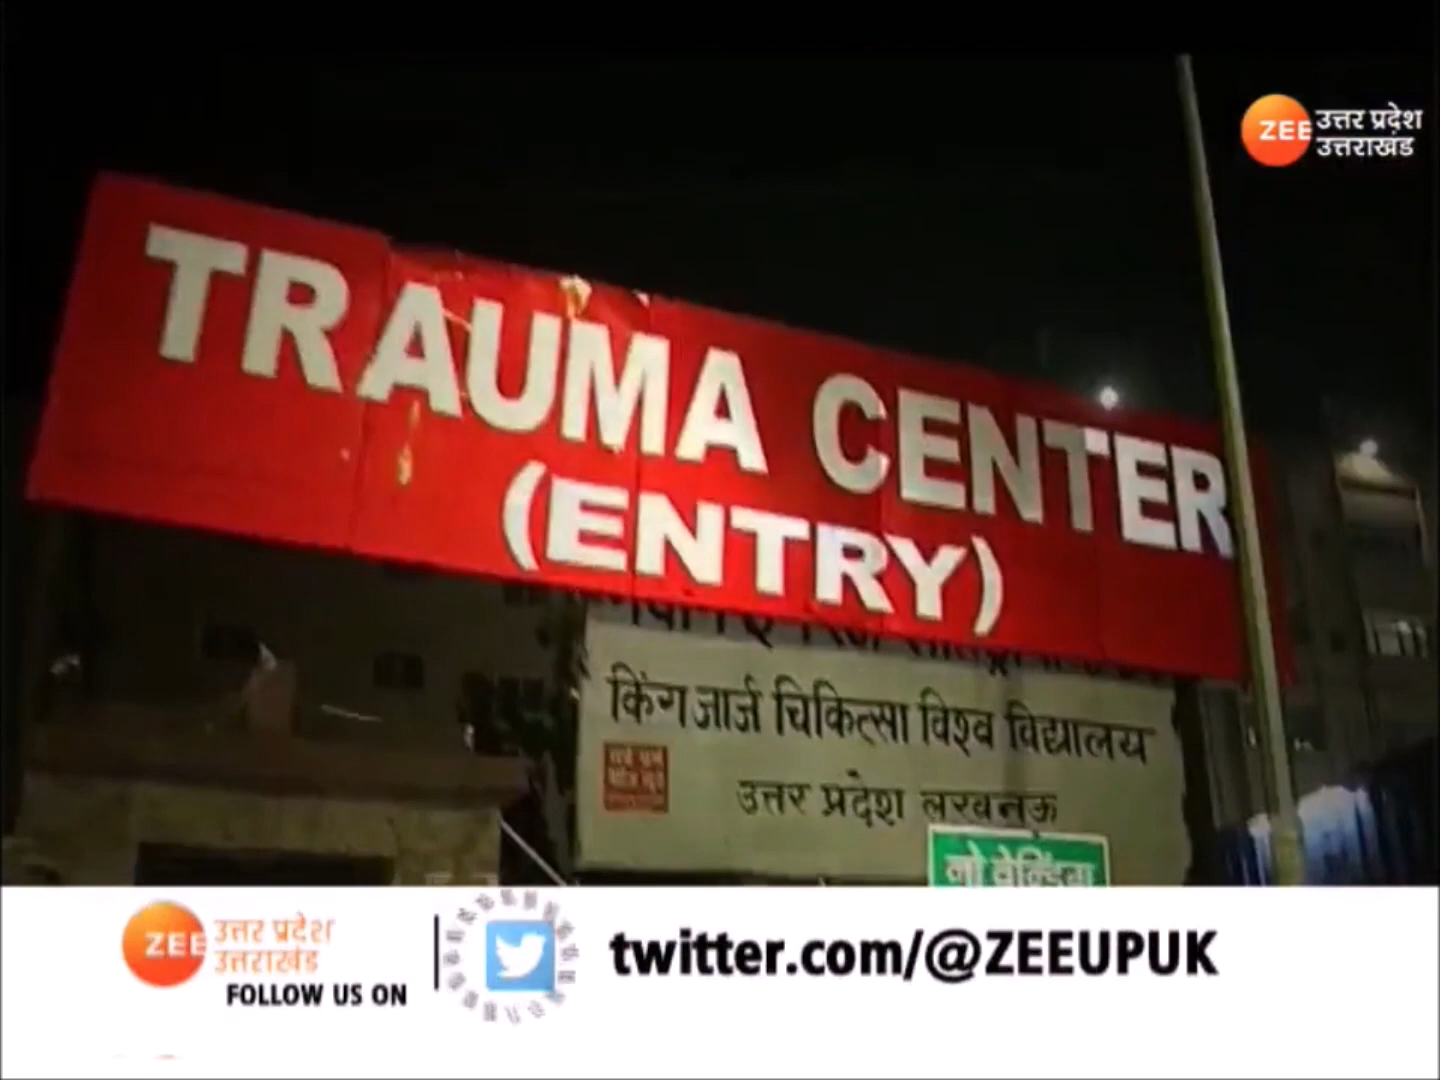 ZEE उत्तर प्रदेश
उत्तराखंड
TRAUMA CENTER
(ENTRY)
किंग जार्ज चिकित्सा विश्व विद्यालय
उत्तर प्रदेश लखनऊ
ZEE उत्तर प्रदेश
उत्तराखंड
FOLLOW US ON
twitter.com/@ZEEUPUK